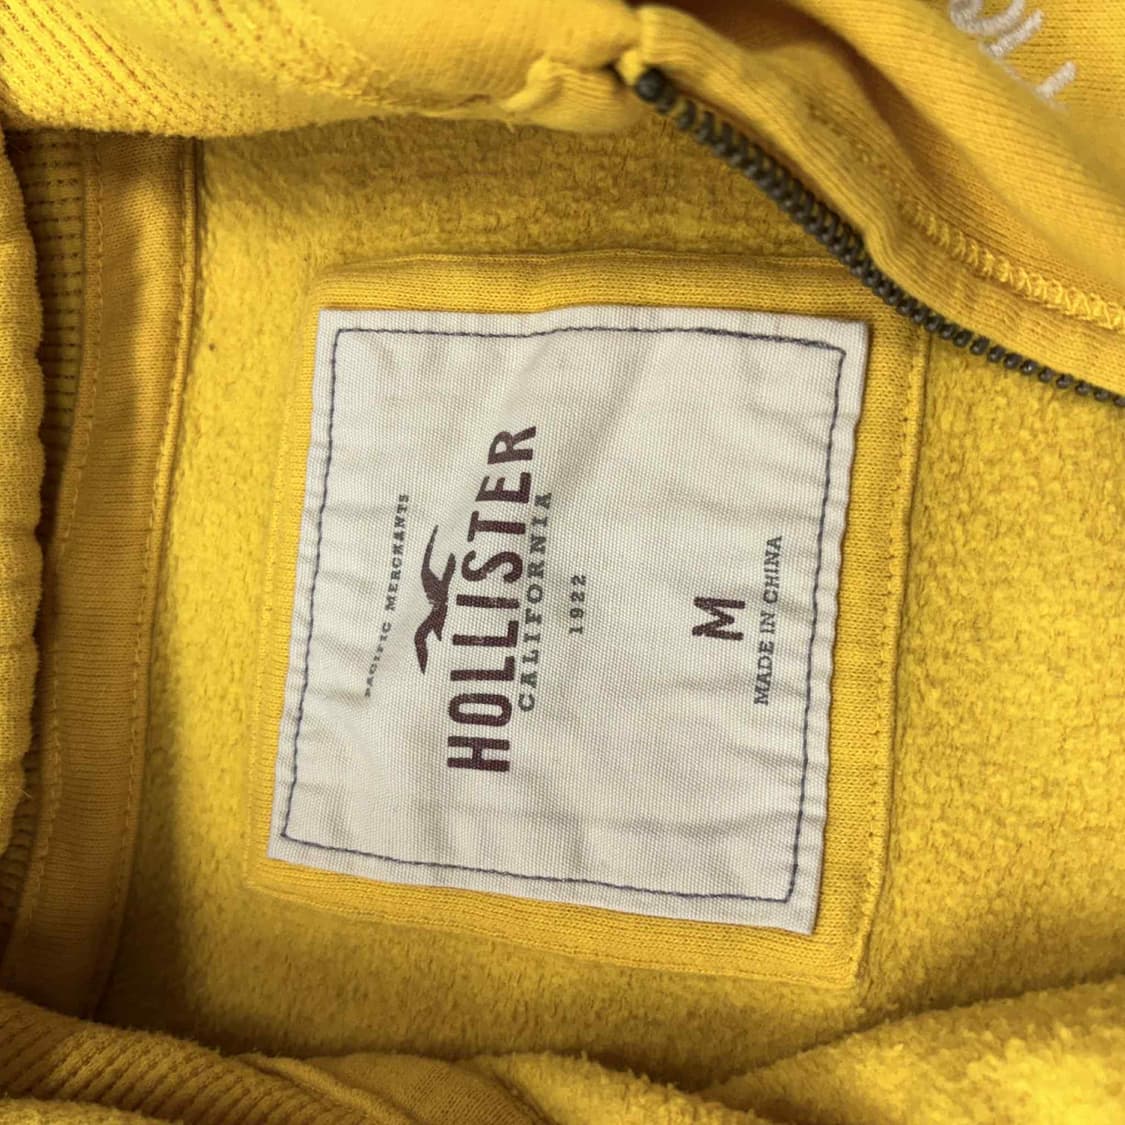 PACIFIC MERCHANTS
HOLLISTER
CALIFORNIA
1922
M
MADE IN CHINA